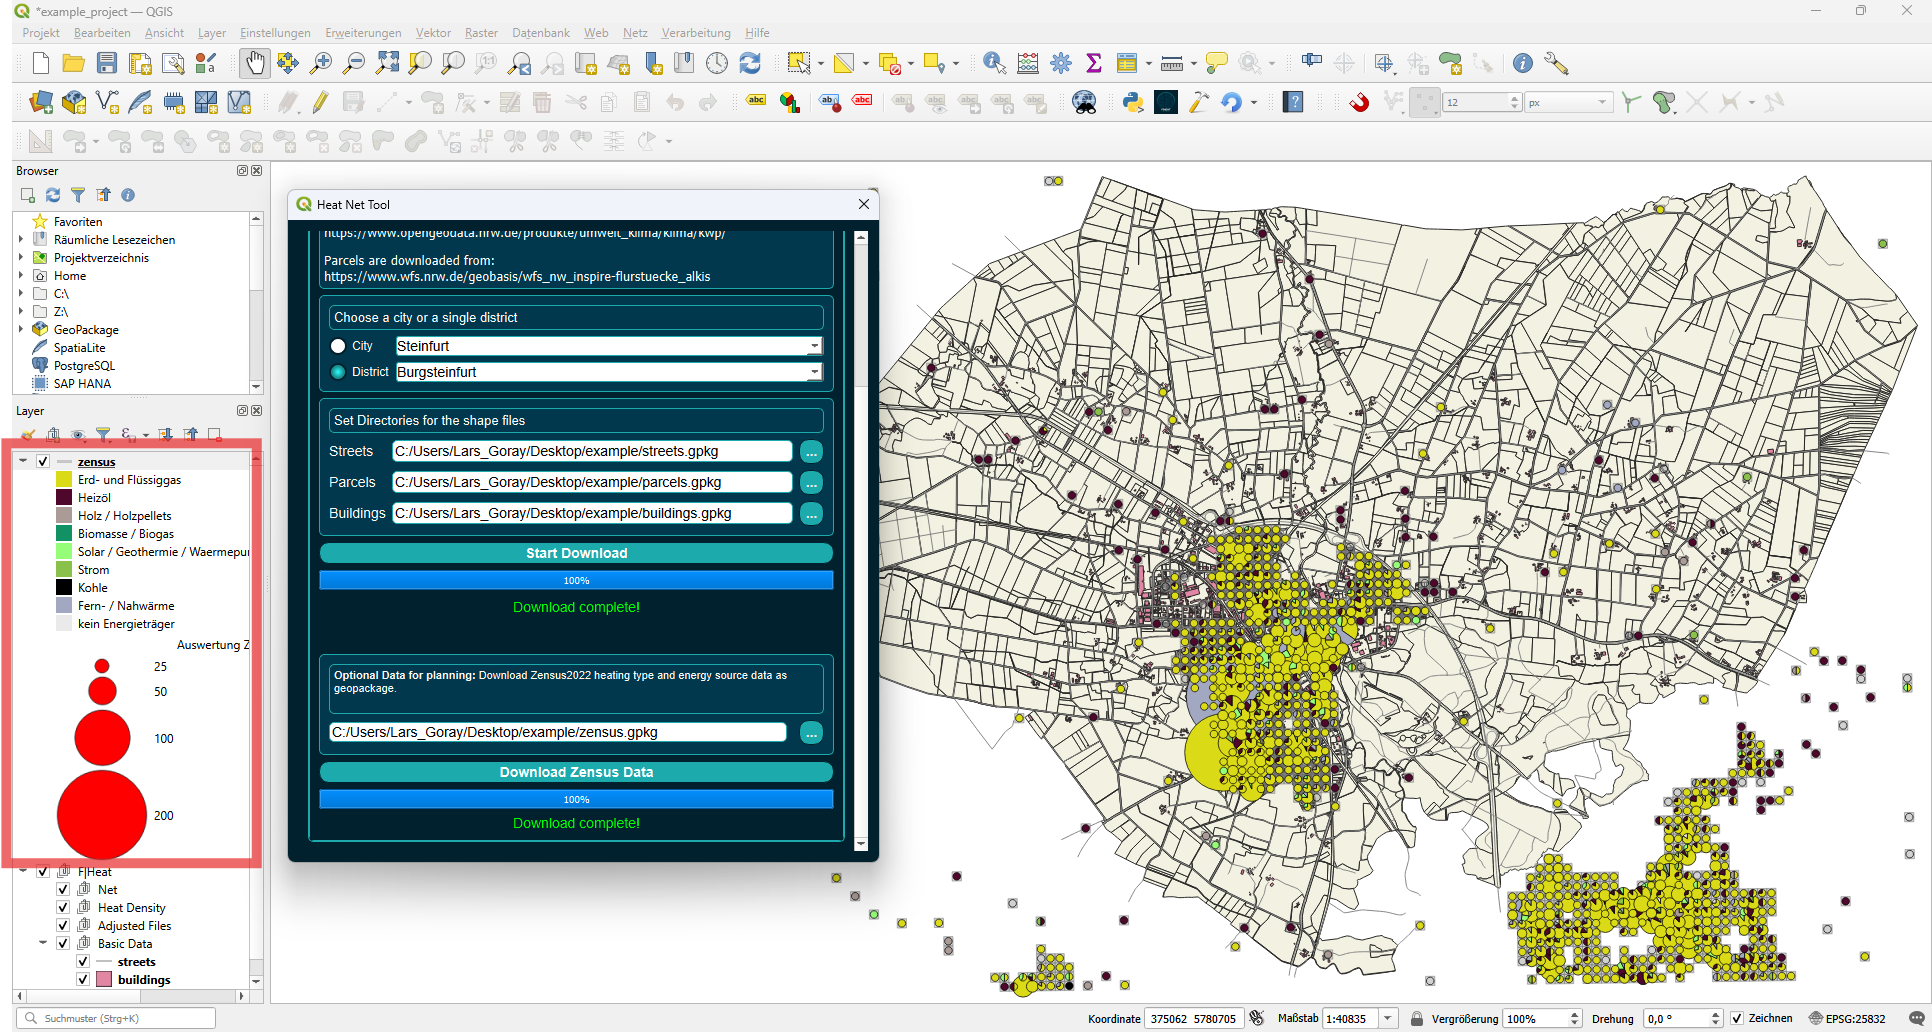 *example_project — QGIS
Projekt Bearbeiten Ansicht Layer Einstellungen Erweiterungen Vektor Raster Datenbank Web Netz Verarbeitung Hilfe
abc abc abc
12 px
Browser
Favoriten
Räumliche Lesezeichen
Projektverzeichnis
Home
C:\
Z:\
GeoPackage
SpatiaLite
PostgreSQL
SAP HANA
Layer
zensus
Erd- und Flüssiggas
Heizöl
Holz / Holzpellets
Biomasse / Biogas
Solar / Geothermie / Waermepu
Strom
Kohle
Fern- / Nahwärme
kein Energieträger
Auswertung Z
25
50
100
200
F|Heat
Net
Heat Density
Adjusted Files
Basic Data
streets
buildings
Heat Net Tool
https://www.opengeodata.nrw.de/produkte/umwelt_klima/klima/kwp/
Parcels are downloaded from:
https://www.wfs.nrw.de/geobasis/wfs_nw_inspire-flurstuecke_alkis
Choose a city or a single district
City Steinfurt
District Burgsteinfurt
Set Directories for the shape files
Streets C:/Users/Lars_Goray/Desktop/example/streets.gpkg ...
Parcels C:/Users/Lars_Goray/Desktop/example/parcels.gpkg ...
Buildings C:/Users/Lars_Goray/Desktop/example/buildings.gpkg ...
Start Download
100%
Download complete!
Optional Data for planning: Download Zensus2022 heating type and energy source data as
geopackage.
C:/Users/Lars_Goray/Desktop/example/zensus.gpkg ...
Download Zensus Data
100%
Download complete!
Suchmuster (Strg+K) Koordinate 375062 5780705 Maßstab 1:40835 Vergrößerung 100% Drehung 0,0 ° Zeichnen EPSG:25832